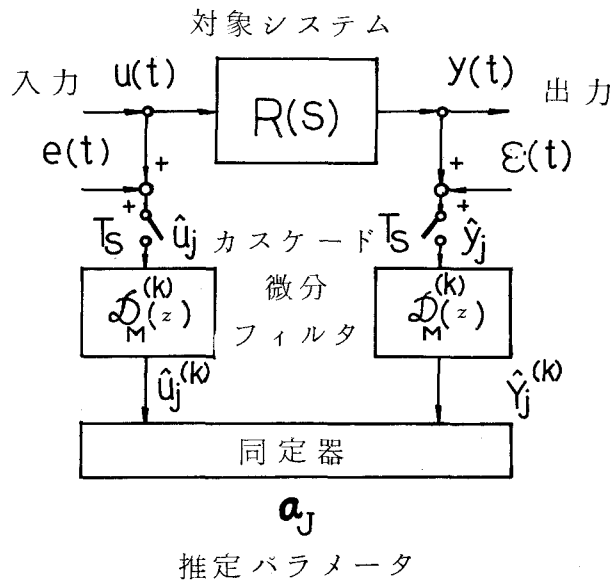 対象システム
入力 u(t) R(S) y(t) 出力
e(t) + + ε(t)
+ +
T_S û_j カスケード T_S ŷ_j
𝒟_M^(k)(z) 微分 𝒟_M^(k)(z)
フィルタ
û_j^(k) Ŷ_j^(k)
同定器
a_J
推定パラメータ